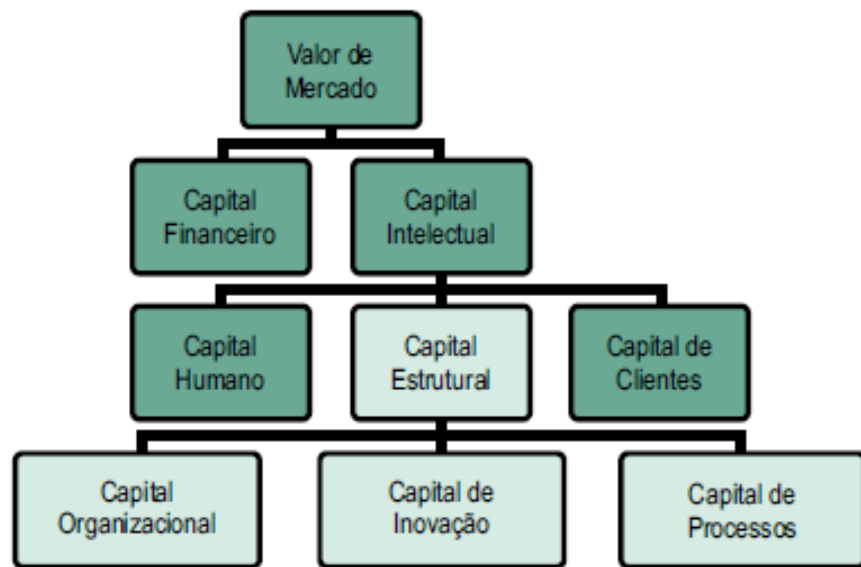 Valor de
Mercado
Capital
Financeiro
Capital
Intelectual
Capital
Humano
Capital
Estrutural
Capital de
Clientes
Capital
Organizacional
Capital de
Inovação
Capital de
Processos